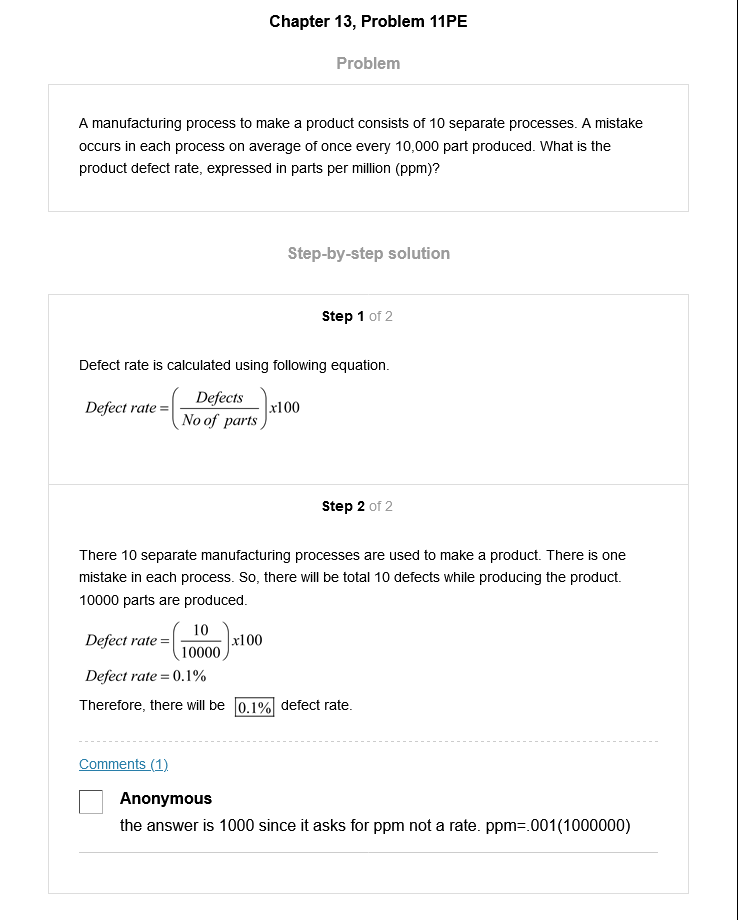 Chapter 13, Problem 11PE
Problem
A manufacturing process to make a product consists of 10 separate processes. A mistake
occurs in each process on average of once every 10,000 part produced. What is the
product defect rate, expressed in parts per million (ppm)?
Step-by-step solution
Step 1 of 2
Defect rate is calculated using following equation.
Defect rate = (Defects / No of parts) x100
Step 2 of 2
There 10 separate manufacturing processes are used to make a product. There is one
mistake in each process. So, there will be total 10 defects while producing the product.
10000 parts are produced.
Defect rate = (10 / 10000) x100
Defect rate = 0.1%
Therefore, there will be 0.1% defect rate.
Comments (1)
Anonymous
the answer is 1000 since it asks for ppm not a rate. ppm=.001(1000000)